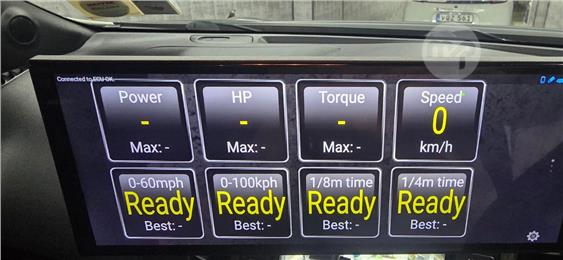 Connected to ECU OK.
Power
HP
Torque
Speed
-
-
-
0
Max: -
Max: -
Max: -
km/h
0-60mph
0-100kph
1/8m time
1/4m time
Ready
Ready
Ready
Ready
Best: -
Best: -
Best: -
Best: -